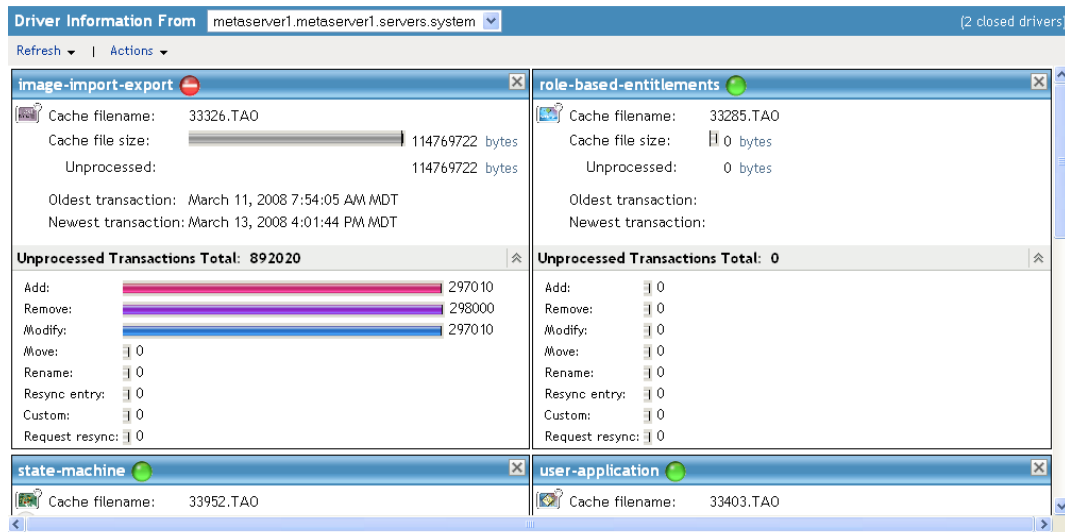 Driver Information From metaserver1.metaserver1.servers.system (2 closed drivers)
Refresh | Actions
image-import-export
Cache filename: 33326.TAO
Cache file size: 114769722 bytes
Unprocessed: 114769722 bytes
Oldest transaction: March 11, 2008 7:54:05 AM MDT
Newest transaction: March 13, 2008 4:01:44 PM MDT
Unprocessed Transactions Total: 892020
Add: 297010
Remove: 298000
Modify: 297010
Move: 0
Rename: 0
Resync entry: 0
Custom: 0
Request resync: 0
role-based-entitlements
Cache filename: 33285.TAO
Cache file size: 0 bytes
Unprocessed: 0 bytes
Oldest transaction:
Newest transaction:
Unprocessed Transactions Total: 0
Add: 0
Remove: 0
Modify: 0
Move: 0
Rename: 0
Resync entry: 0
Custom: 0
Request resync: 0
state-machine
Cache filename: 33952.TAO
user-application
Cache filename: 33403.TAO